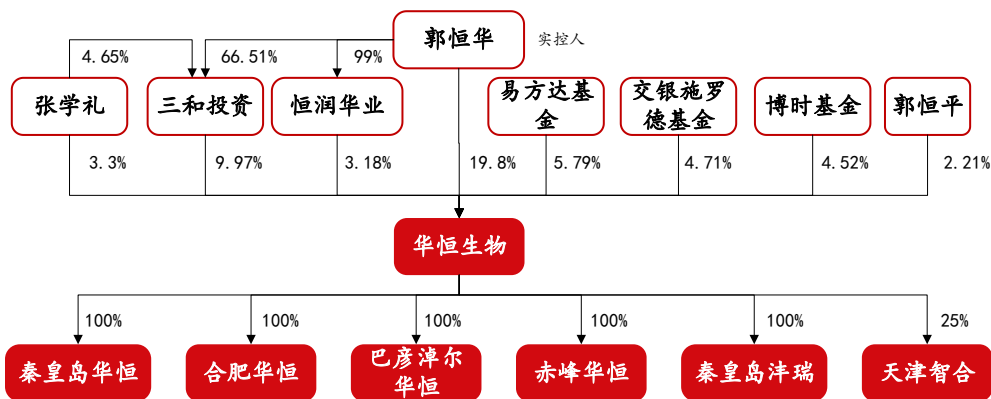 郭恒华
实控人
4.65%
66.51%
99%
张学礼
三和投资
恒润华业
易方达基
金
交银施罗
德基金
博时基金
郭恒平
3.3%
9.97%
3.18%
19.8%
5.79%
4.71%
4.52%
2.21%
华恒生物
100%
100%
100%
100%
100%
25%
秦皇岛华恒
合肥华恒
巴彦淖尔
华恒
赤峰华恒
秦皇岛沣瑞
天津智合